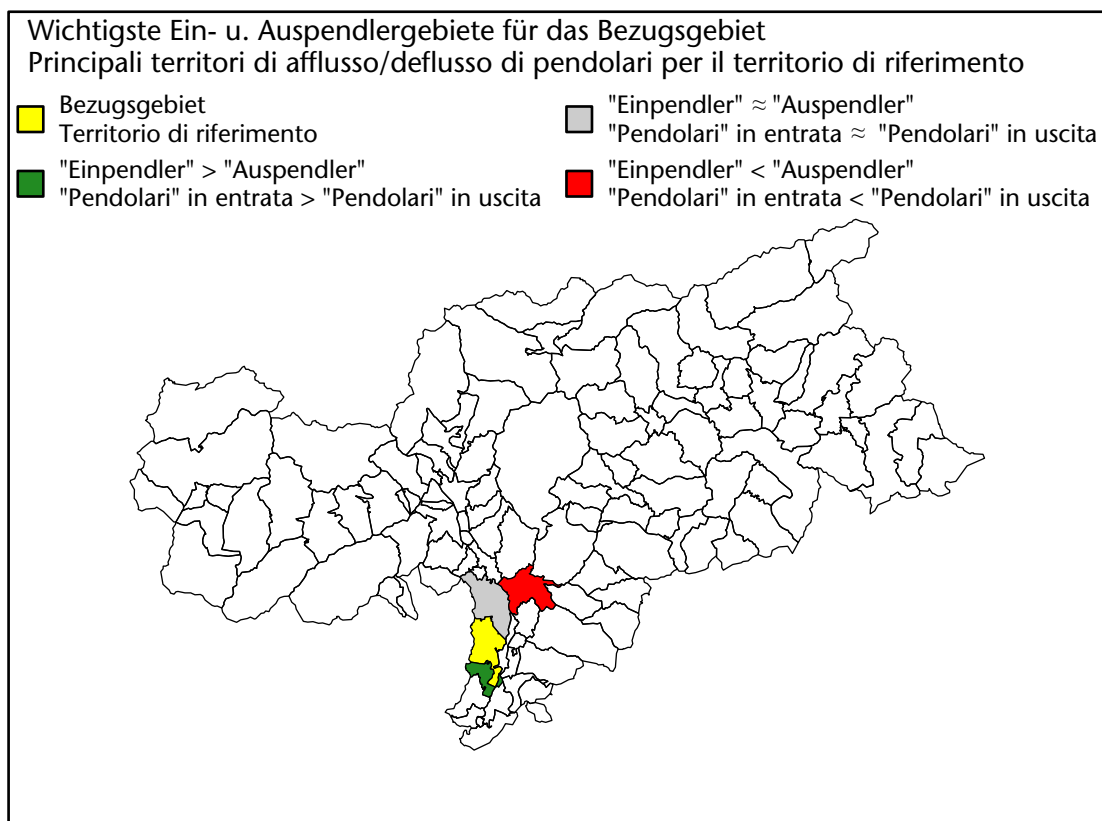 Wichtigste Ein- u. Auspendlergebiete für das Bezugsgebiet
Principali territori di afflusso/deflusso di pendolari per il territorio di riferimento
Bezugsgebiet
Territorio di riferimento
"Einpendler" > "Auspendler"
"Pendolari" in entrata > "Pendolari" in uscita
"Einpendler" ≈ "Auspendler"
"Pendolari" in entrata ≈ "Pendolari" in uscita
"Einpendler" < "Auspendler"
"Pendolari" in entrata < "Pendolari" in uscita